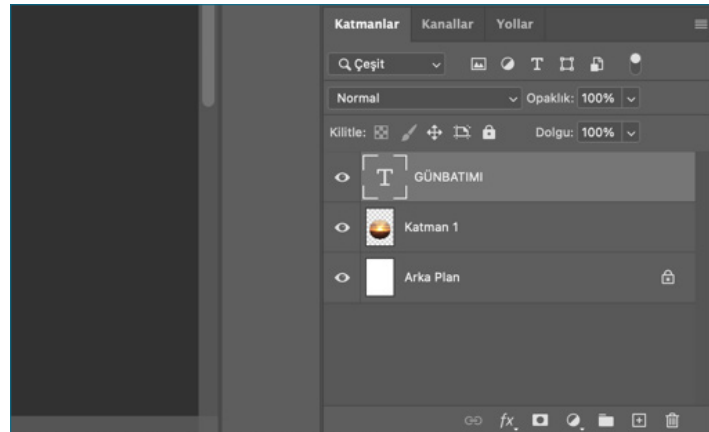 Katmanlar Kanallar Yollar
Çeşit T
Normal Opaklık: 100%
Kilitle: Dolgu: 100%
T GÜNBATIMI
Katman 1
Arka Plan
fx